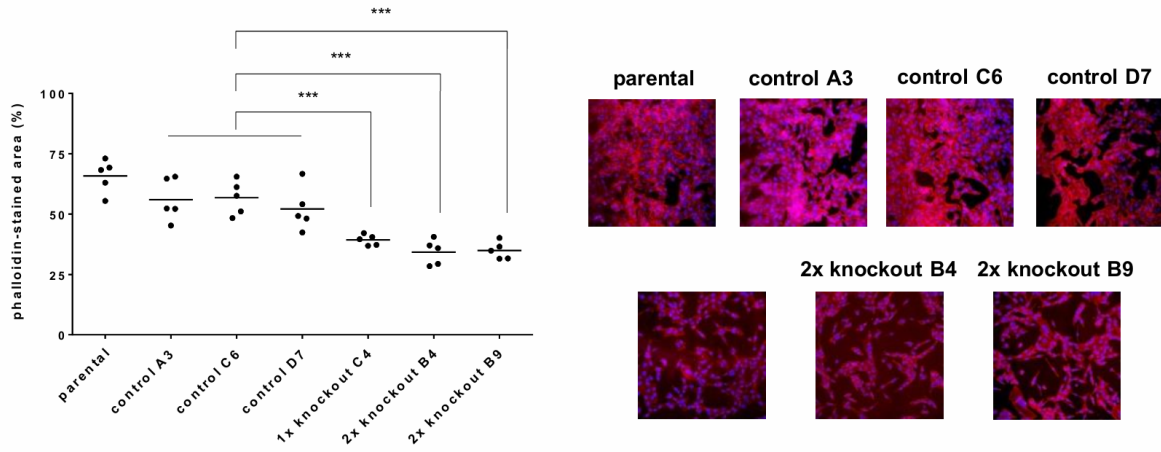 ***
***
***
phalloidin-stained area (%)
100
75
50
25
0
parental
control A3
control C6
control D7
1x knockout C4
2x knockout B4
2x knockout B9
parental control A3 control C6 control D7
2x knockout B4 2x knockout B9